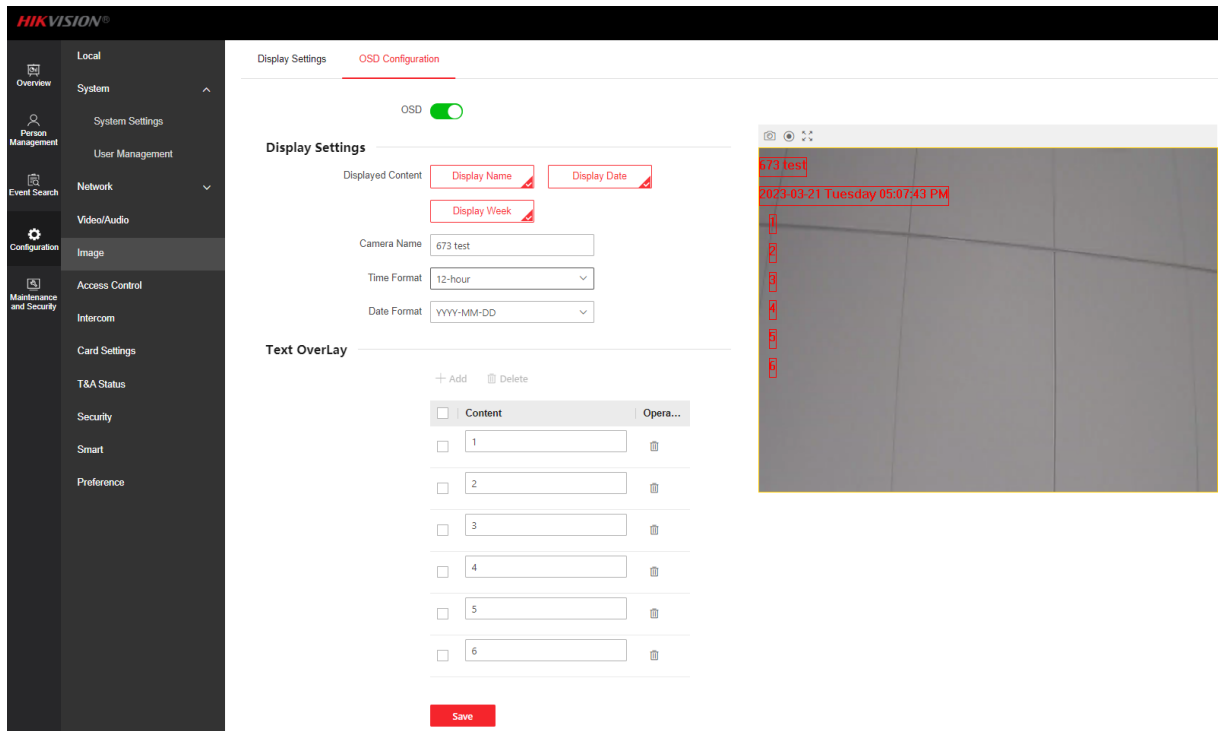 HIKVISION®
Overview
Person
Management
Event Search
Configuration
Maintenance
and Security
Local
System
System Settings
User Management
Network
Video/Audio
Image
Access Control
Intercom
Card Settings
T&A Status
Security
Smart
Preference
Display Settings OSD Configuration
OSD
Display Settings
Displayed Content Display Name Display Date
Display Week
Camera Name 673 test
Time Format 12-hour
Date Format YYYY-MM-DD
Text OverLay
Add Delete
Content Opera...
1
2
3
4
5
6
Save
673 test
2023-03-21 Tuesday 05:07:43 PM
1
2
3
4
5
6